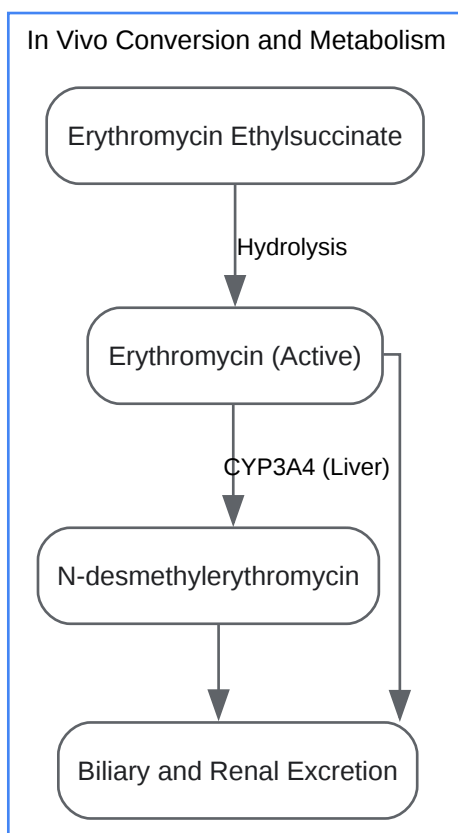 In Vivo Conversion and Metabolism
Erythromycin Ethylsuccinate
Hydrolysis
Erythromycin (Active)
CYP3A4 (Liver)
N-desmethylerythromycin
Biliary and Renal Excretion